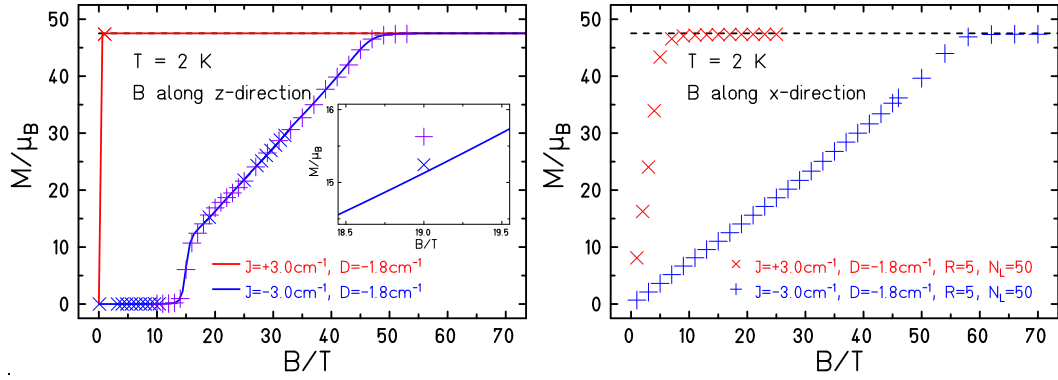 50
40
30
20
10
0
M/μB
T = 2 K
B along z-direction
16
15
M/μB
18.5 19.0 19.5
B/T
J=+3.0cm⁻¹, D=−1.8cm⁻¹
J=−3.0cm⁻¹, D=−1.8cm⁻¹
0 10 20 30 40 50 60 70
B/T
50
40
30
20
10
0
M/μB
T = 2 K
B along x-direction
J=+3.0cm⁻¹, D=−1.8cm⁻¹, R=5, NL=50
J=−3.0cm⁻¹, D=−1.8cm⁻¹, R=5, NL=50
0 10 20 30 40 50 60 70
B/T